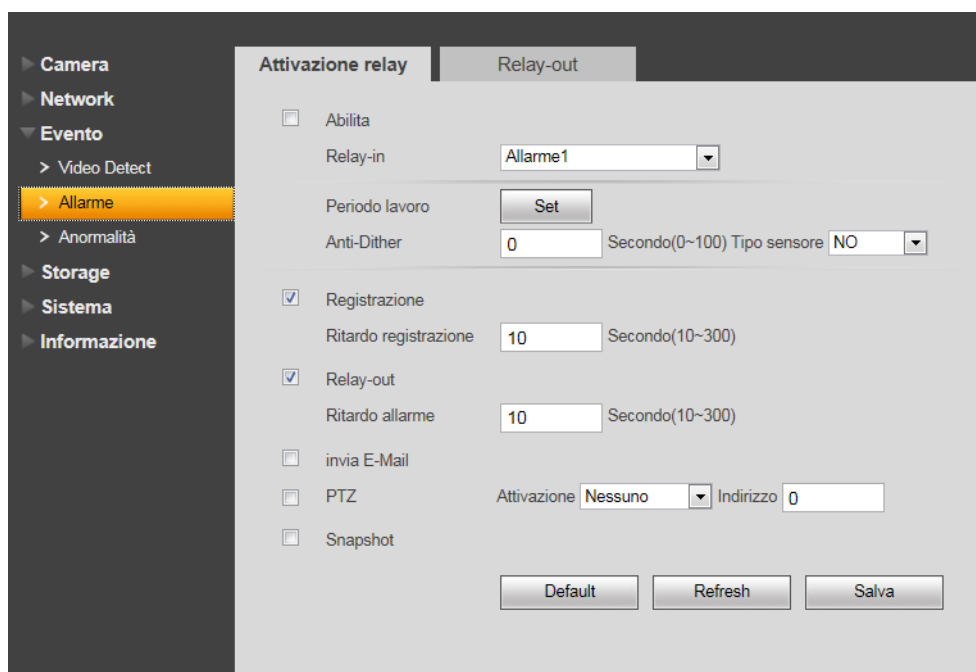 Camera
Network
Evento
> Video Detect
> Allarme
> Anormalità
Storage
Sistema
Informazione
Attivazione relay
Relay-out
Abilita
Relay-in Allarme1
Periodo lavoro Set
Anti-Dither 0 Secondo(0~100) Tipo sensore NO
Registrazione
Ritardo registrazione 10 Secondo(10~300)
Relay-out
Ritardo allarme 10 Secondo(10~300)
invia E-Mail
PTZ Attivazione Nessuno Indirizzo 0
Snapshot
Default Refresh Salva